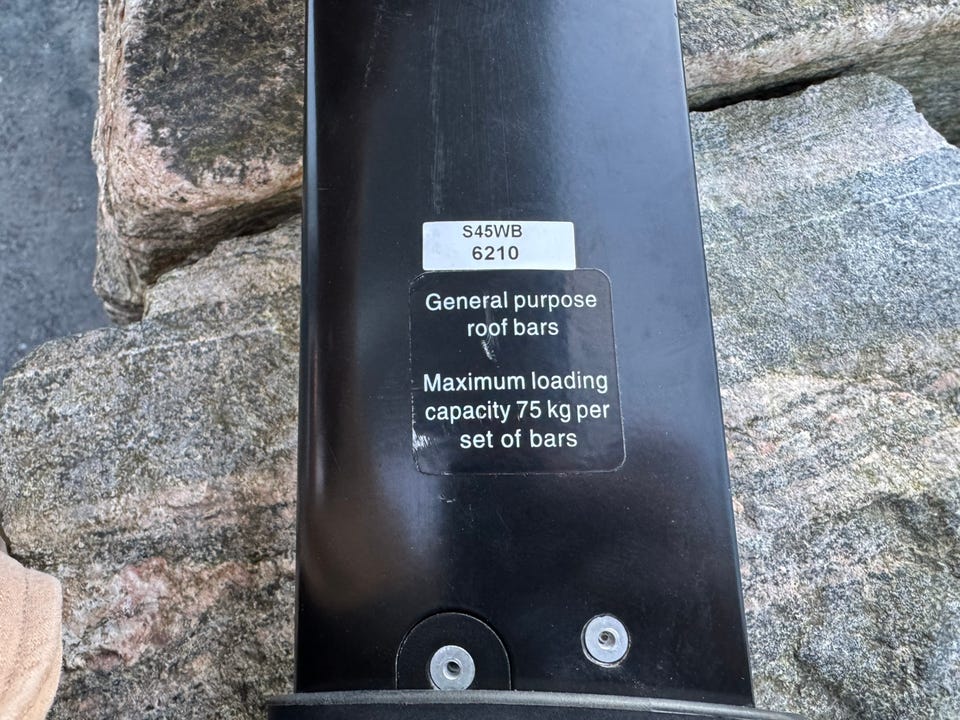 S45WB
6210
General purpose
roof bars
Maximum loading
capacity 75 kg per
set of bars